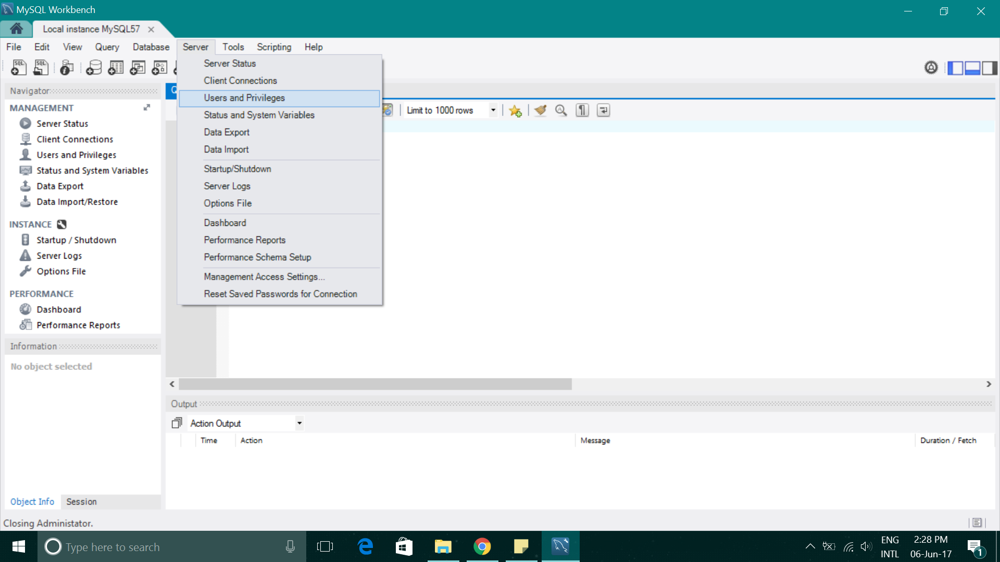 MySQL Workbench
Local instance MySQL57
File Edit View Query Database Server Tools Scripting Help
SQL SQL
Navigator
MANAGEMENT
Server Status
Client Connections
Users and Privileges
Status and System Variables
Data Export
Data Import/Restore
INSTANCE
Startup / Shutdown
Server Logs
Options File
PERFORMANCE
Dashboard
Performance Reports
Information
No object selected
Object Info Session
Closing Administator.
Server Status
Client Connections
Users and Privileges
Status and System Variables
Data Export
Data Import
Startup/Shutdown
Server Logs
Options File
Dashboard
Performance Reports
Performance Schema Setup
Management Access Settings...
Reset Saved Passwords for Connection
Limit to 1000 rows
Output
Action Output
Time Action Message Duration / Fetch
Type here to search
ENG
INTL
2:28 PM
06-Jun-17
1